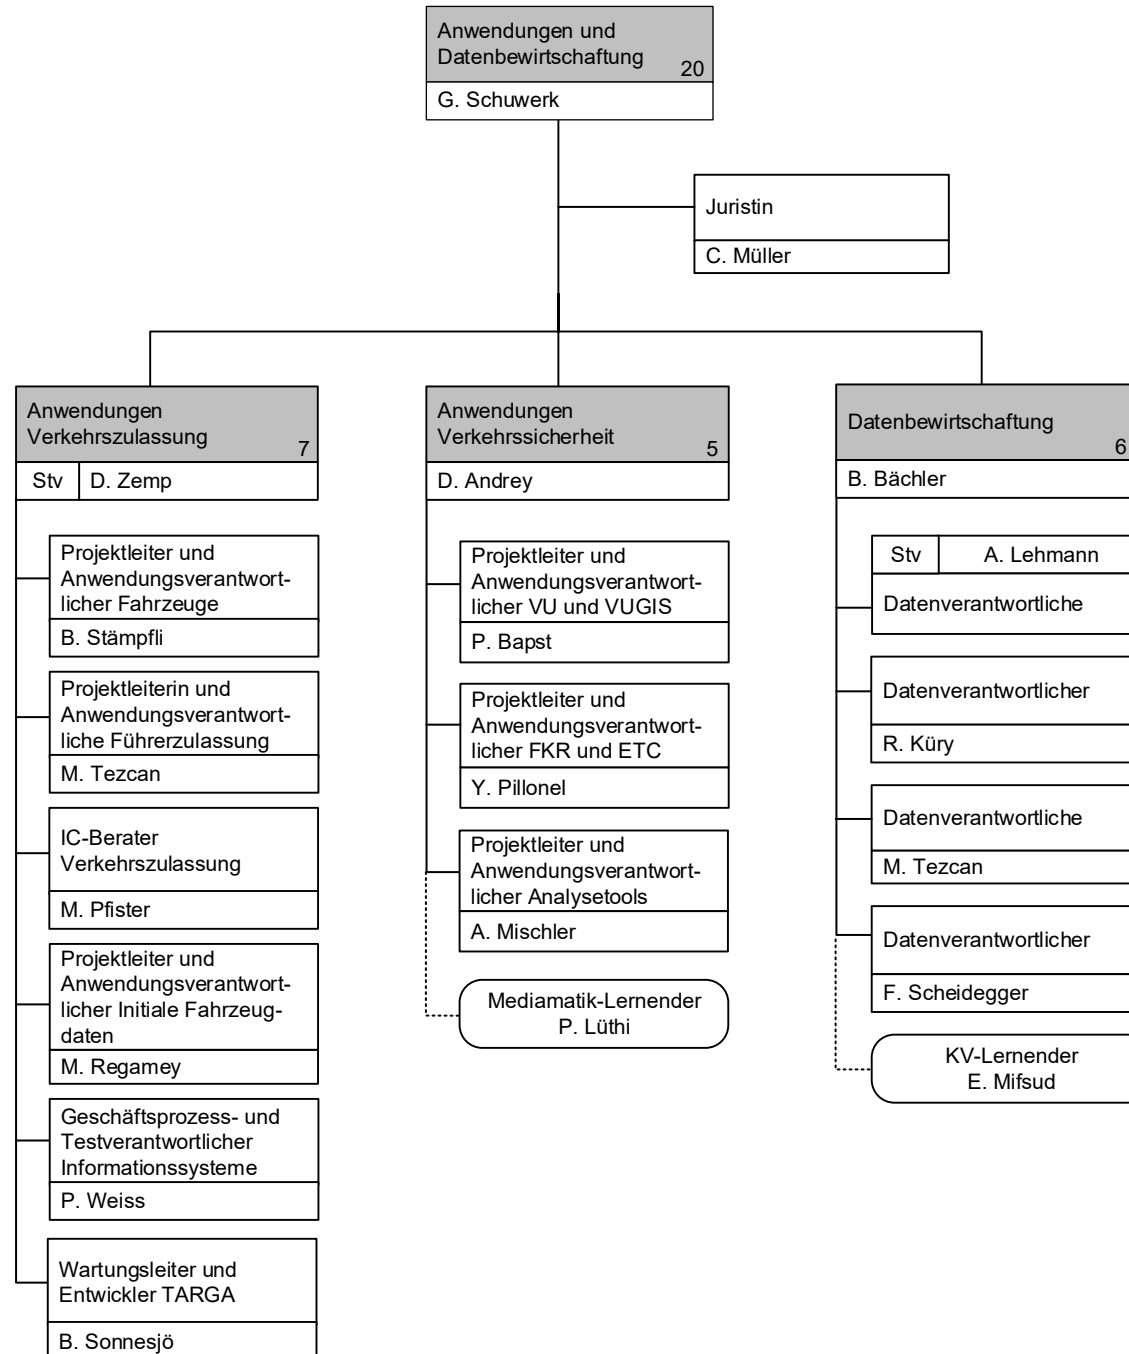 Anwendungen und
Datenbewirtschaftung
20
G. Schuwerk
Juristin
C. Müller
Anwendungen
Verkehrszulassung
7
Stv D. Zemp
Projektleiter und
Anwendungsverantwort-
licher Fahrzeuge
B. Stämpfli
Projektleiterin und
Anwendungsverantwort-
liche Führerzulassung
M. Tezcan
IC-Berater
Verkehrszulassung
M. Pfister
Projektleiter und
Anwendungsverantwort-
licher Initiale Fahrzeug-
daten
M. Regamey
Geschäftsprozess- und
Testverantwortlicher
Informationssysteme
P. Weiss
Wartungsleiter und
Entwickler TARGA
B. Sonnesjö
Anwendungen
Verkehrssicherheit
5
D. Andrey
Projektleiter und
Anwendungsverantwort-
licher VU und VUGIS
P. Bapst
Projektleiter und
Anwendungsverantwort-
licher FKR und ETC
Y. Pillonel
Projektleiter und
Anwendungsverantwort-
licher Analysetools
A. Mischler
Mediamatik-Lernender
P. Lüthi
Datenbewirtschaftung
6
B. Bächler
Stv A. Lehmann
Datenverantwortliche
Datenverantwortlicher
R. Küry
Datenverantwortliche
M. Tezcan
Datenverantwortlicher
F. Scheidegger
KV-Lernender
E. Mifsud